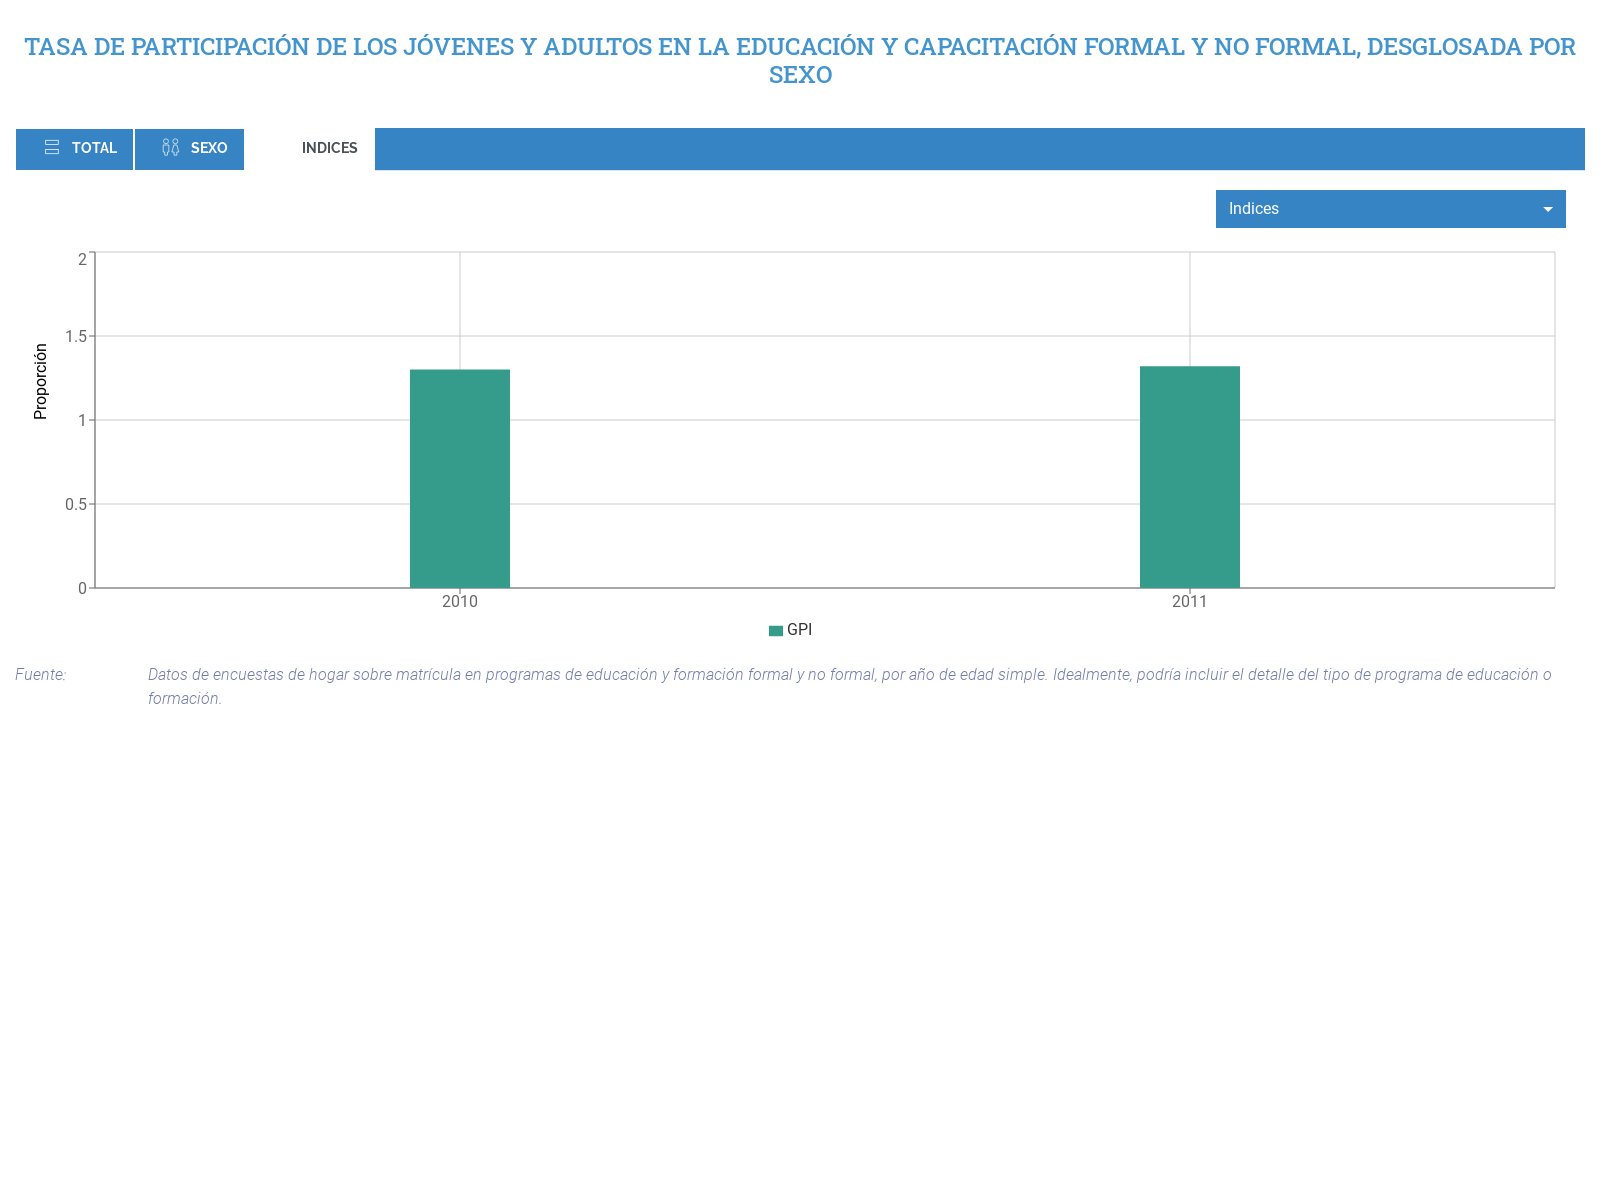 TASA DE PARTICIPACIÓN DE LOS JÓVENES Y ADULTOS EN LA EDUCACIÓN Y CAPACITACIÓN FORMAL Y NO FORMAL, DESGLOSADA POR
SEXO
TOTAL
SEXO
INDICES
Indices
Proporción
2
1.5
1
0.5
0
2010
2011
GPI
Fuente:
Datos de encuestas de hogar sobre matrícula en programas de educación y formación formal y no formal, por año de edad simple. Idealmente, podría incluir el detalle del tipo de programa de educación o
formación.